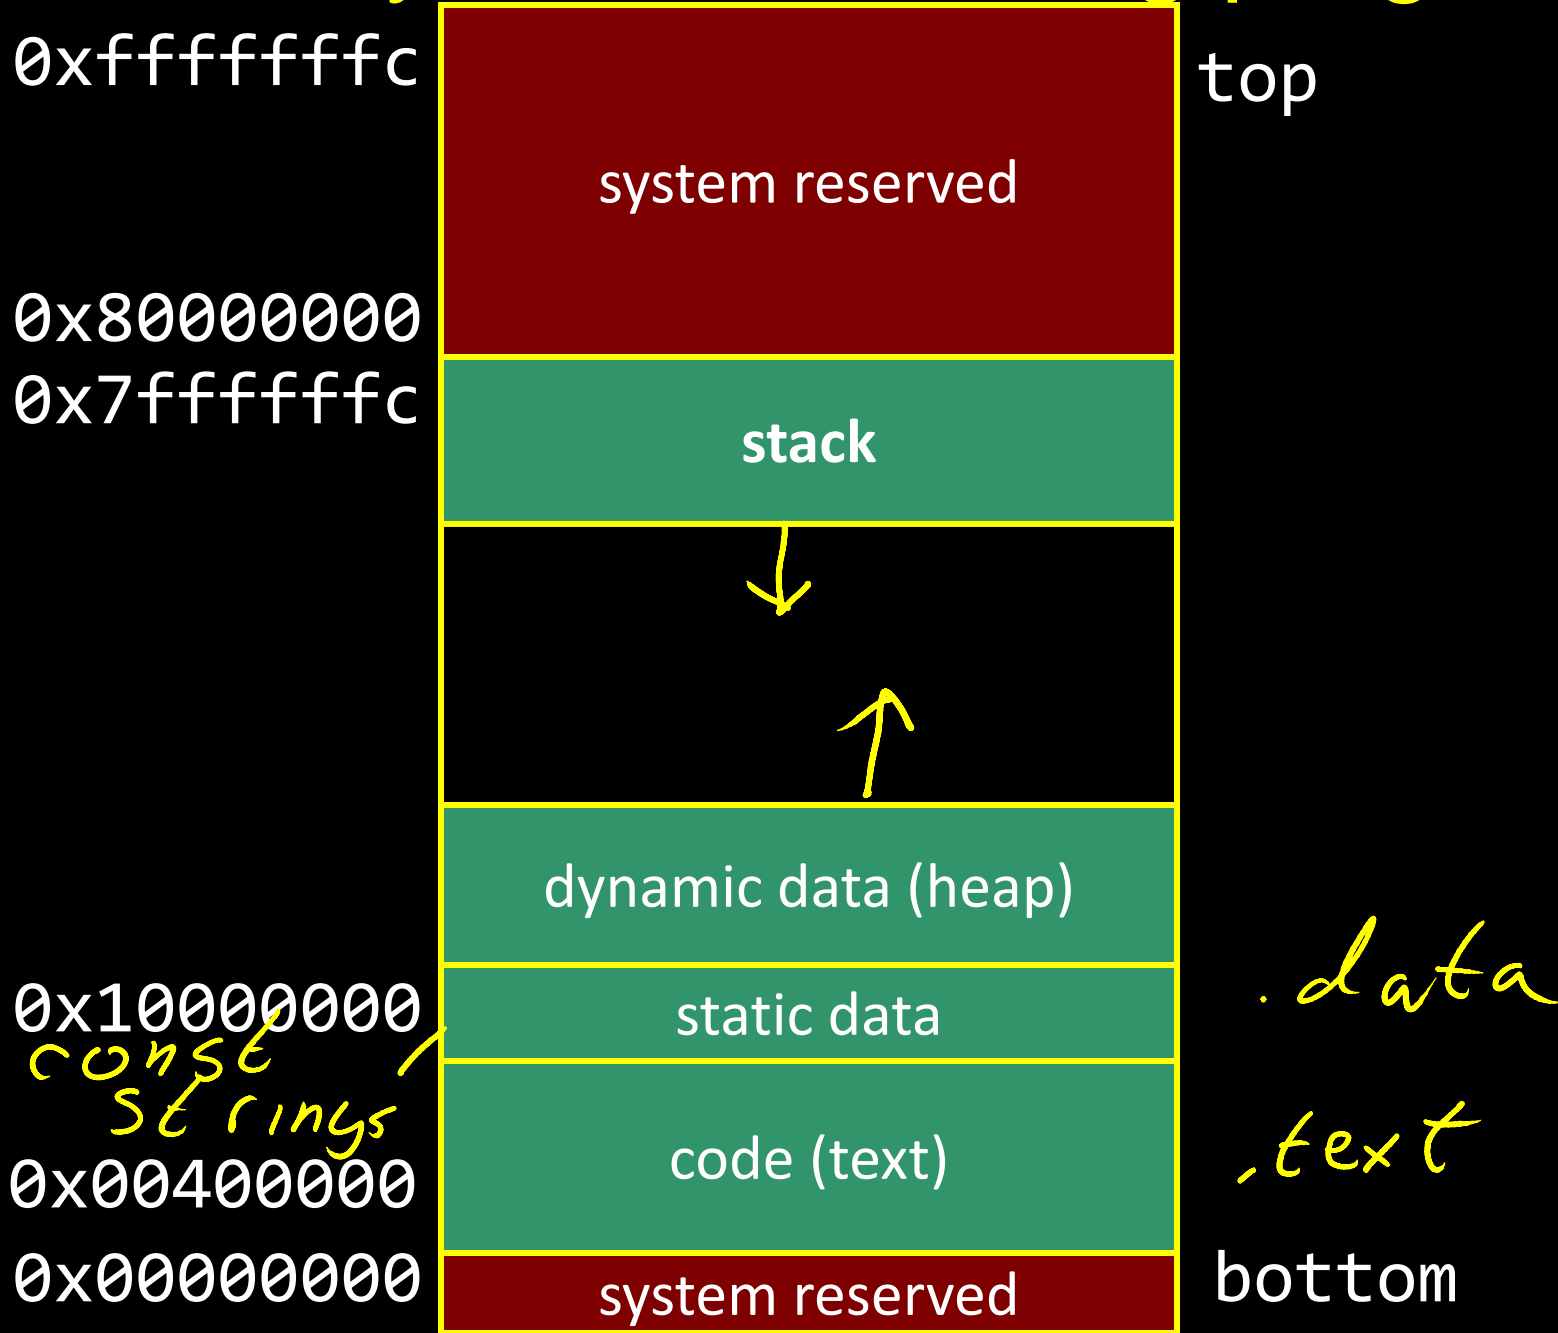 0xfffffffc
top
system reserved
0x80000000
0x7ffffffc
stack
dynamic data (heap)
.data
0x10000000
static data
const
strings
code (text)
.text
0x00400000
0x00000000
bottom
system reserved